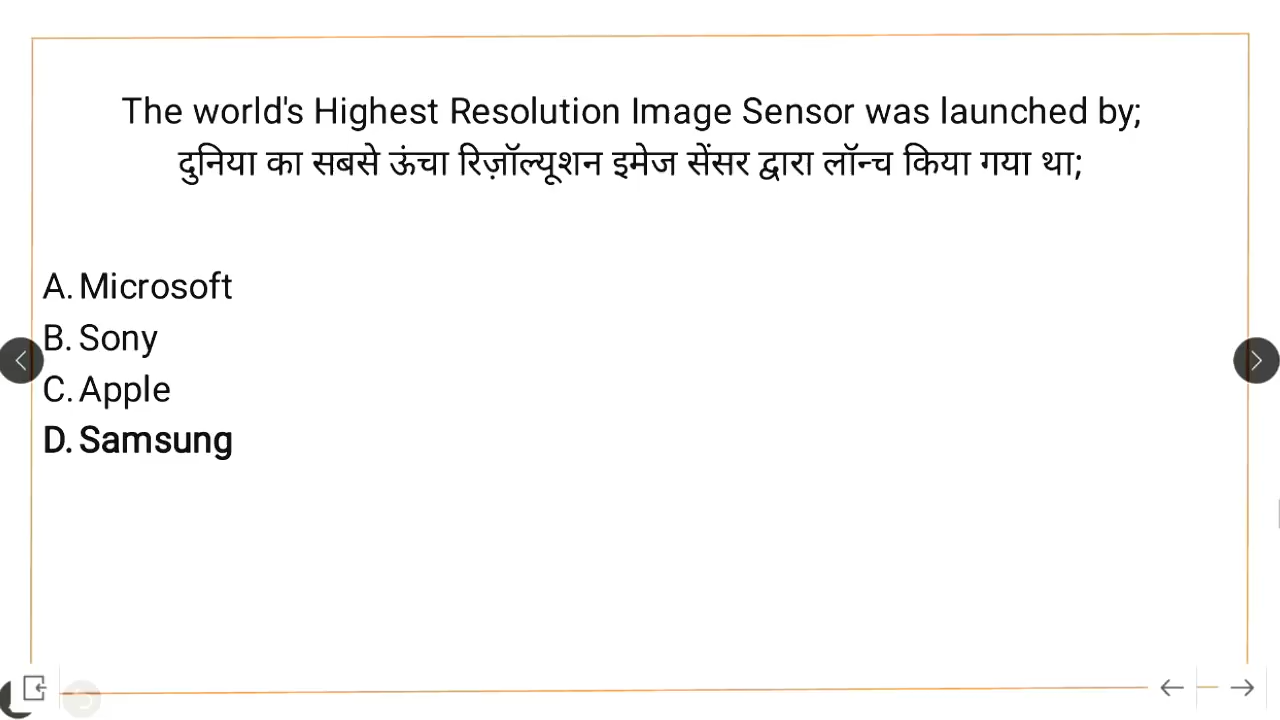 The world's Highest Resolution Image Sensor was launched by;
दुनिया का सबसे ऊंचा रिज़ॉल्यूशन इमेज सेंसर द्वारा लॉन्च किया गया था;
A. Microsoft
B. Sony
C. Apple
D. Samsung